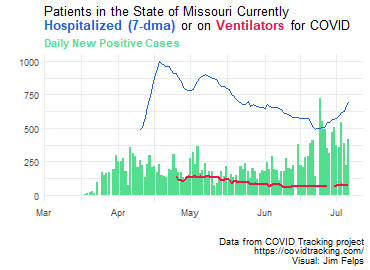 Patients in the State of Missouri Currently
Hospitalized (7-dma) or on Ventilators for COVID
Daily New Positive Cases
1000
750
500
250
0
Mar Apr May Jun Jul
Data from COVID Tracking project
https://covidtracking.com/
Visual: Jim Felps